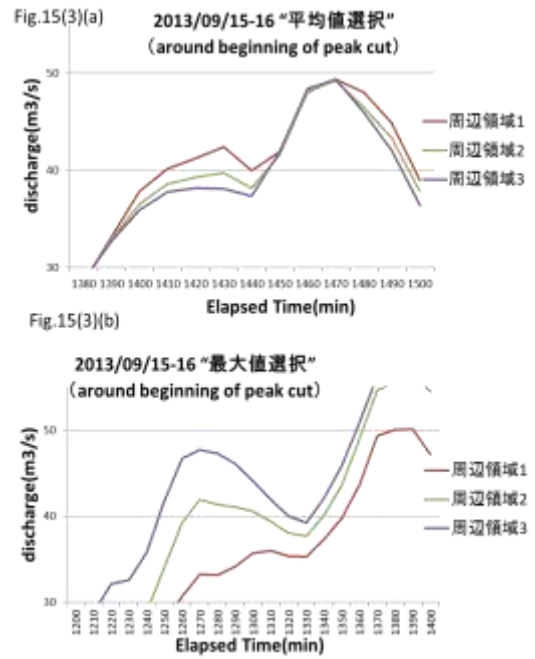 Fig.15(3)(a)
2013/09/15-16 “平均値選択”
(around beginning of peak cut)
discharge(m3/s)
50
40
30
周辺領域1
周辺領域2
周辺領域3
1380 1390 1400 1410 1420 1430 1440 1450 1460 1470 1480 1490 1500
Elapsed Time(min)
Fig.15(3)(b)
2013/09/15-16 “最大値選択”
(around beginning of peak cut)
discharge(m3/s)
50
40
30
周辺領域1
周辺領域2
周辺領域3
1200 1210 1220 1230 1240 1250 1260 1270 1280 1290 1300 1310 1320 1330 1340 1350 1360 1370 1380 1390 1400
Elapsed Time(min)